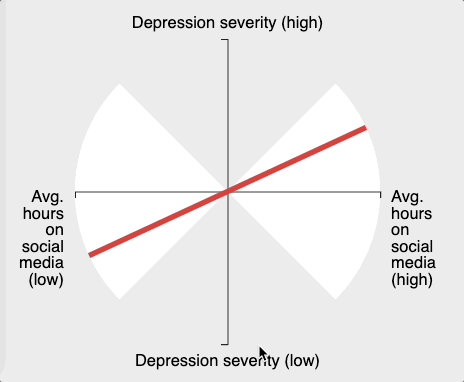 Depression severity (high)
Avg.
hours
on
social
media
(low)
Avg.
hours
on
social
media
(high)
Depression severity (low)